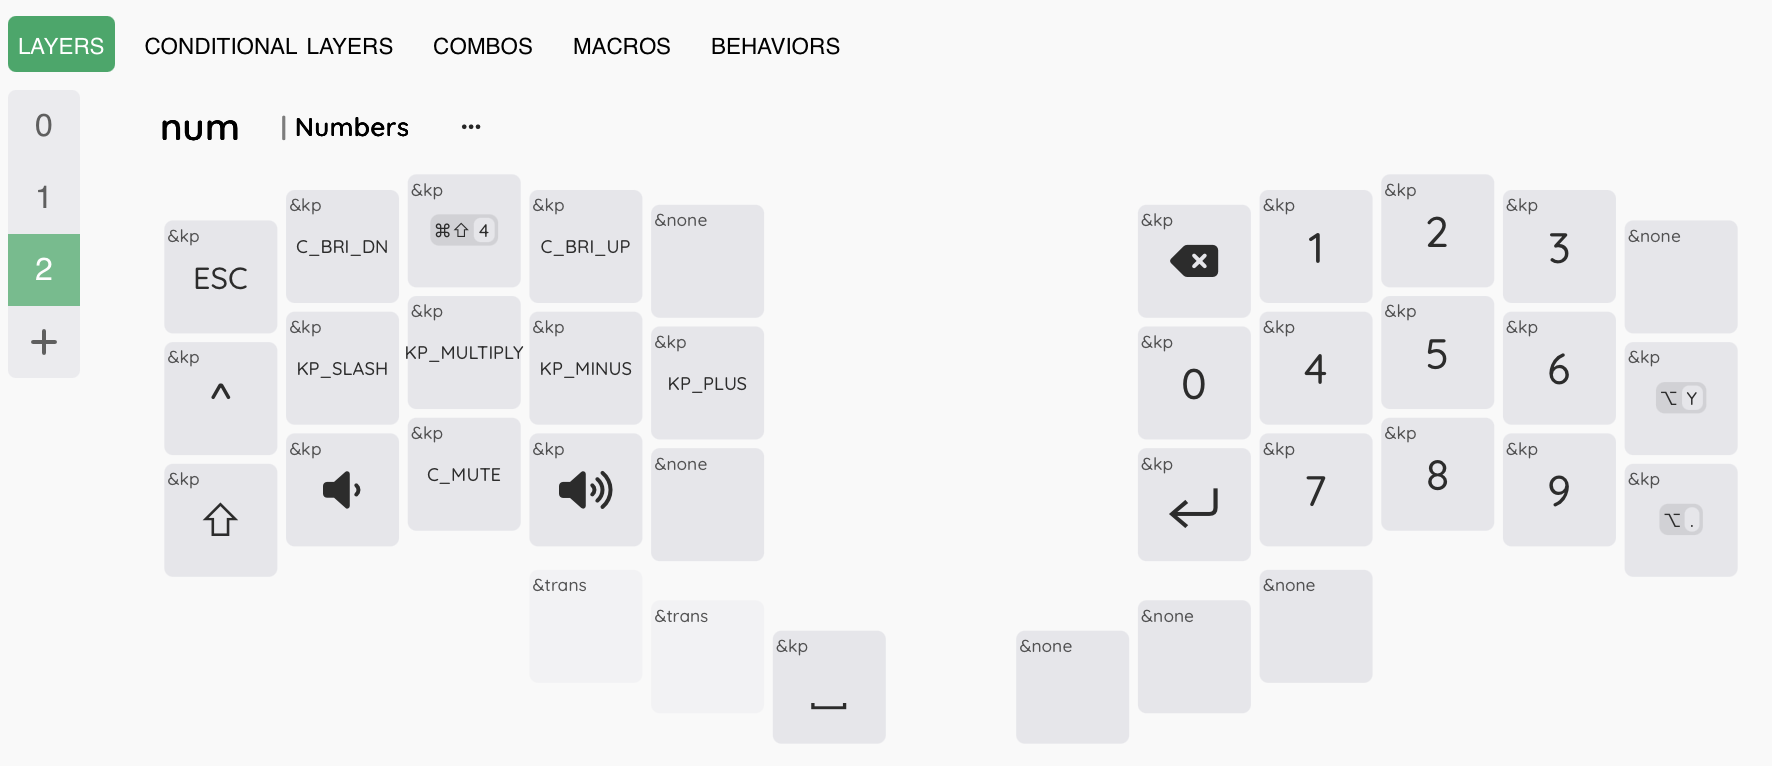 LAYERS CONDITIONAL LAYERS COMBOS MACROS BEHAVIORS
0
1
2
+
num | Numbers ...
&kp ESC
&kp C_BRI_DN
&kp ⌘⇧ 4
&kp C_BRI_UP
&none
&kp ⌫
&kp 1
&kp 2
&kp 3
&none
&kp ^
&kp KP_SLASH
&kp KP_MULTIPLY
&kp KP_MINUS
&kp KP_PLUS
&kp 0
&kp 4
&kp 5
&kp 6
&kp ⌥ Y
&kp ⇧
&kp
&kp C_MUTE
&kp
&none
&kp ↵
&kp 7
&kp 8
&kp 9
&kp ⌥ .
&trans
&trans
&kp ⎵
&none
&none
&none